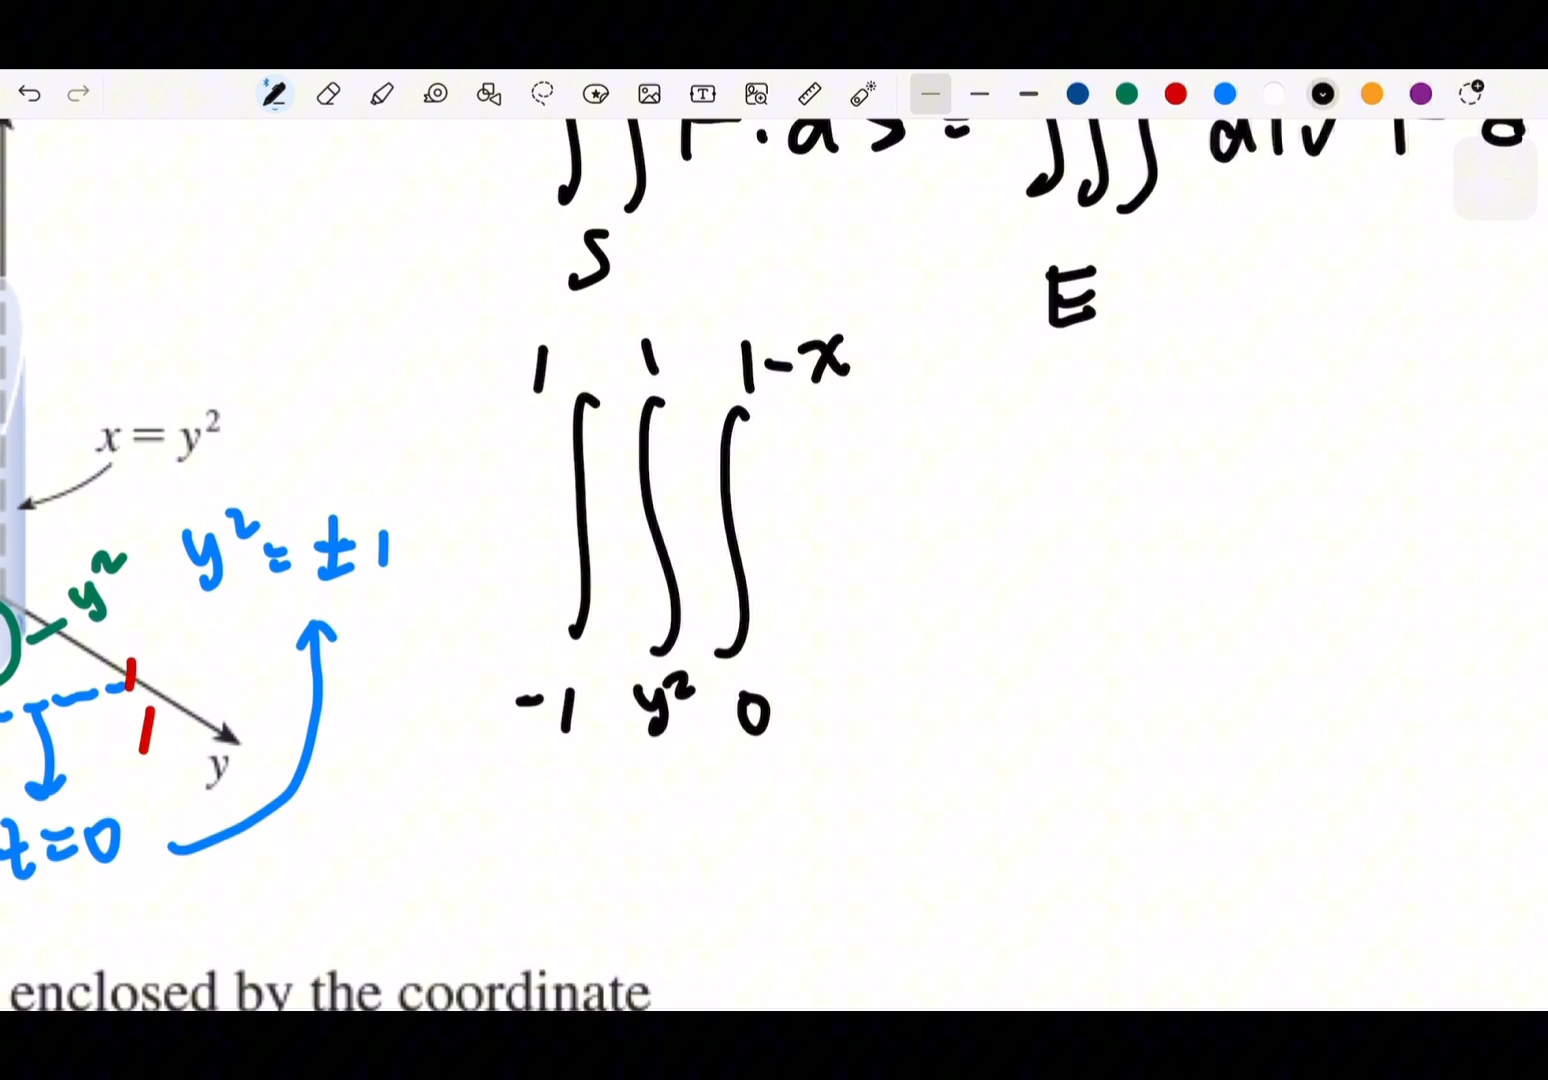 ∫∫ F · dS = ∭ div F d
S E
1 1 1-x
∫ ∫ ∫
-1 y² 0
x = y²
y² = ±1
y²
1
y
z=0
enclosed by the coordinate